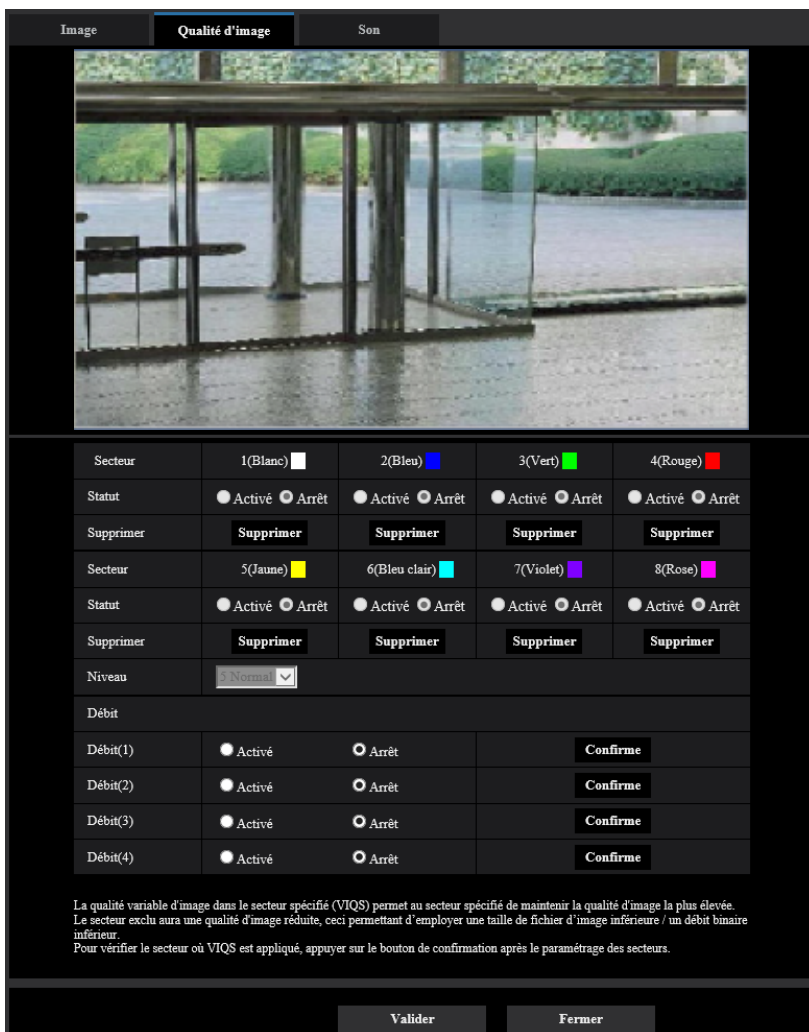 Image Qualité d'image Son
Secteur 1(Blanc) 2(Bleu) 3(Vert) 4(Rouge)
Statut Activé Arrêt Activé Arrêt Activé Arrêt Activé Arrêt
Supprimer Supprimer Supprimer Supprimer Supprimer
Secteur 5(Jaune) 6(Bleu clair) 7(Violet) 8(Rose)
Statut Activé Arrêt Activé Arrêt Activé Arrêt Activé Arrêt
Supprimer Supprimer Supprimer Supprimer Supprimer
Niveau 5 Normal
Débit
Débit(1) Activé Arrêt Confirme
Débit(2) Activé Arrêt Confirme
Débit(3) Activé Arrêt Confirme
Débit(4) Activé Arrêt Confirme
La qualité variable d'image dans le secteur spécifié (VIQS) permet au secteur spécifié de maintenir la qualité d'image la plus élevée.
Le secteur exclu aura une qualité d'image réduite, ceci permettant d’employer une taille de fichier d’image inférieure / un débit binaire
inférieur.
Pour vérifier le secteur où VIQS est appliqué, appuyer sur le bouton de confirmation après le paramétrage des secteurs.
Valider Fermer